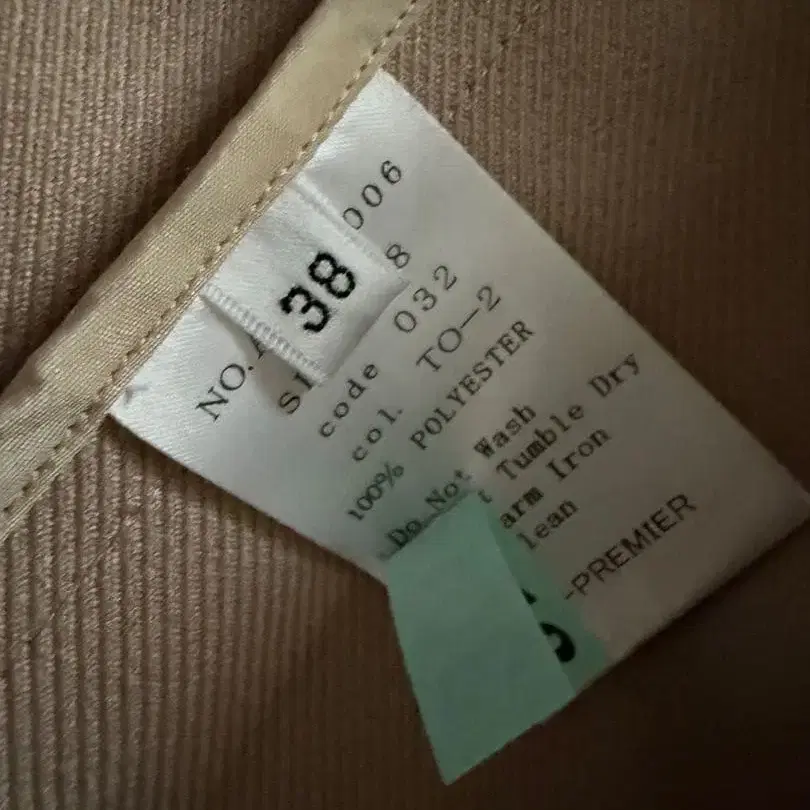 38
NO. 006
8
code 032
col. TO-2
100% POLYESTER
Do Not Wash
Tumble Dry
arm Iron
lean
-PREMIER